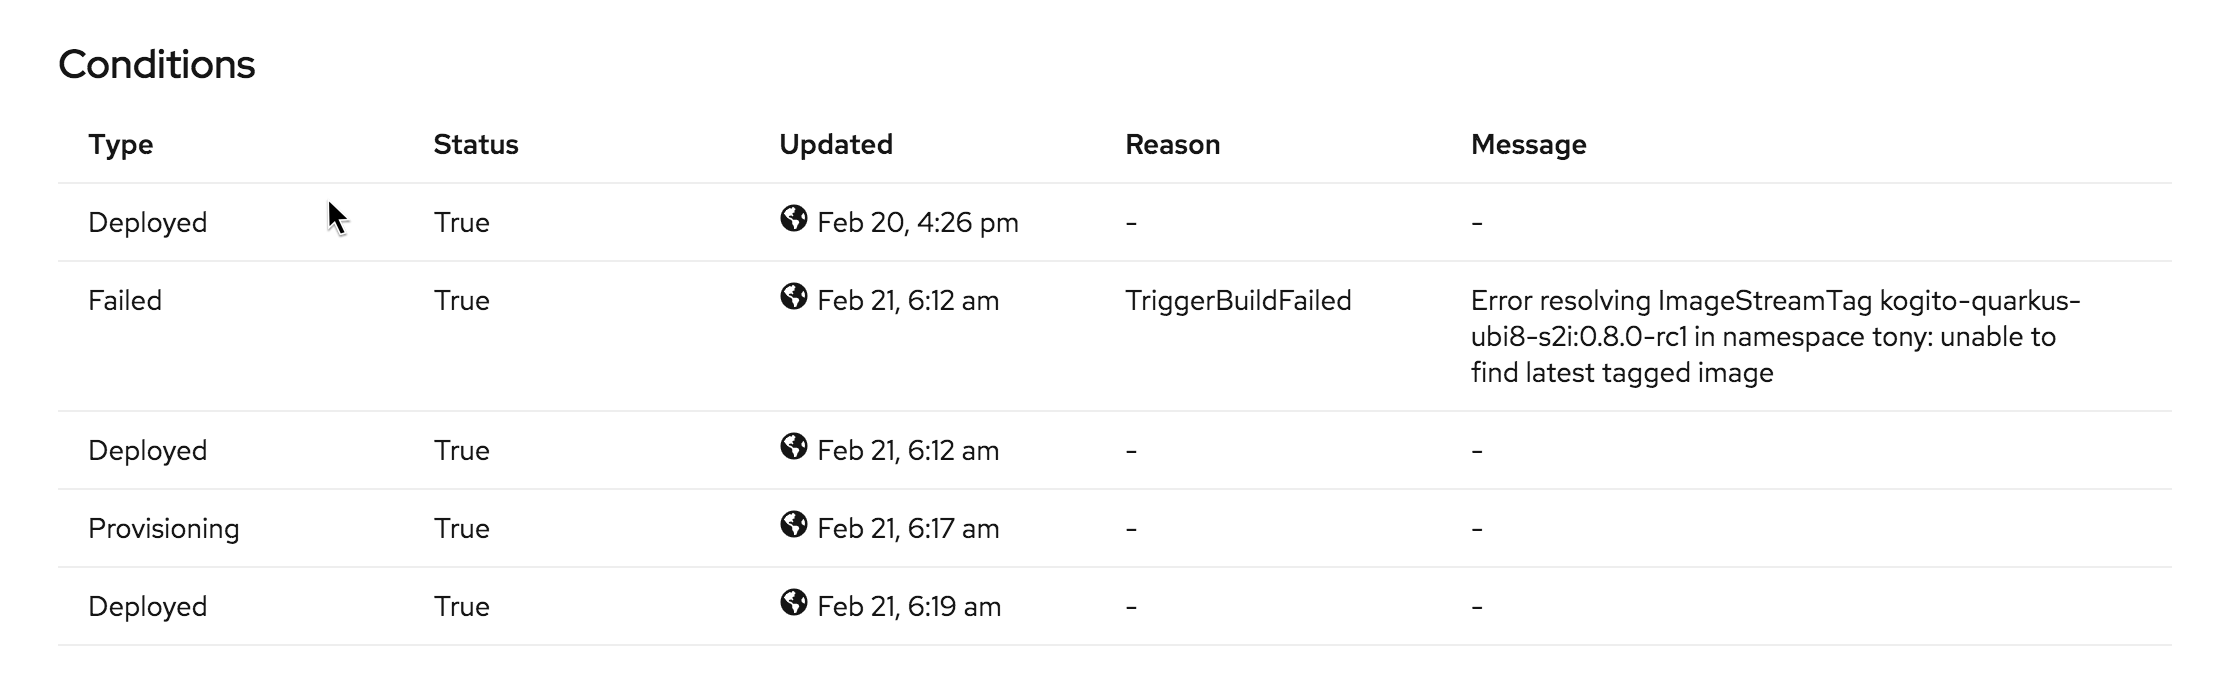 Conditions
Type Status Updated Reason Message
Deployed True Feb 20, 4:26 pm - -
Failed True Feb 21, 6:12 am TriggerBuildFailed Error resolving ImageStreamTag kogito-quarkus-
ubi8-s2i:0.8.0-rc1 in namespace tony: unable to
find latest tagged image
Deployed True Feb 21, 6:12 am - -
Provisioning True Feb 21, 6:17 am - -
Deployed True Feb 21, 6:19 am - -